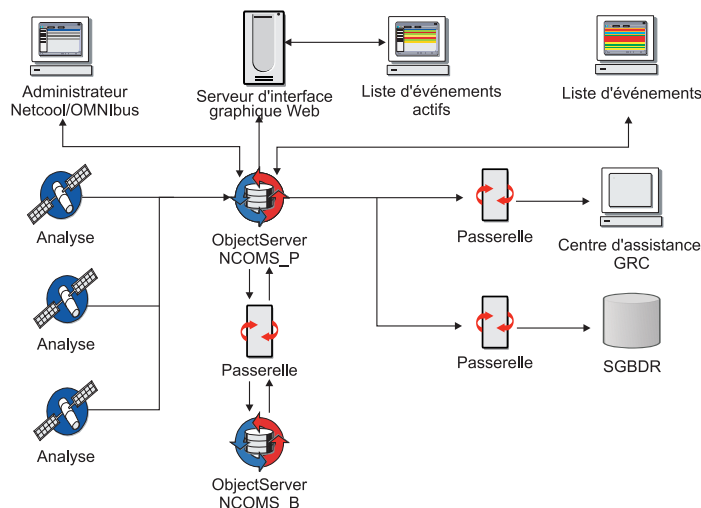 Administrateur
Netcool/OMNIbus
Serveur d'interface
graphique Web
Liste d'événements
actifs
Liste d'événements
Analyse
ObjectServer
NCOMS_P
Passerelle
Centre d'assistance
GRC
Analyse
Passerelle
Passerelle
SGBDR
Analyse
ObjectServer
NCOMS_B